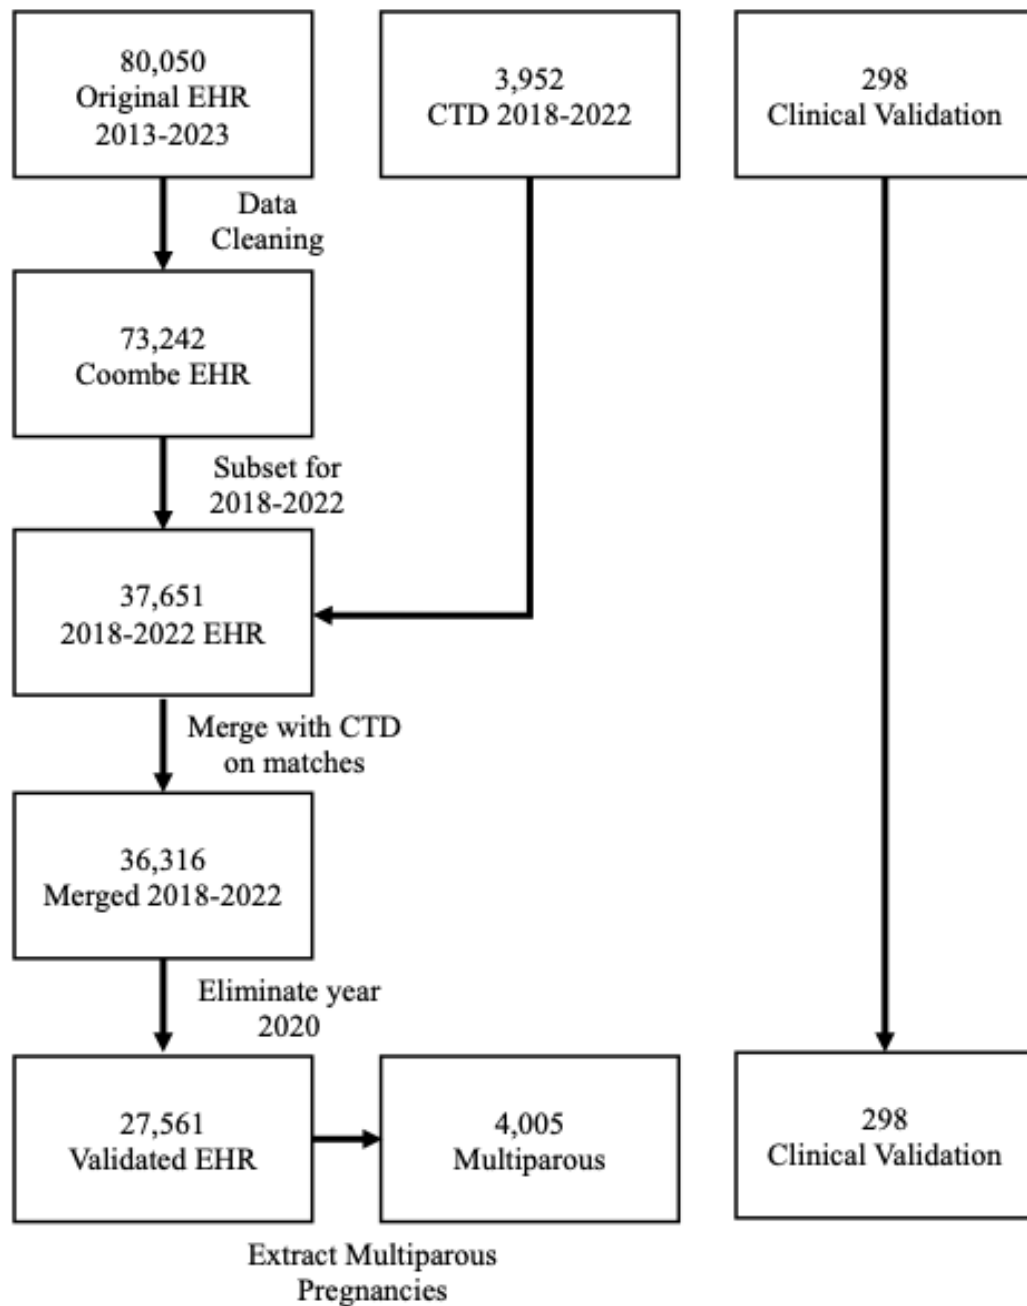 80,050
Original EHR
2013-2023
3,952
CTD 2018-2022
298
Clinical Validation
Data
Cleaning
73,242
Coombe EHR
Subset for
2018-2022
37,651
2018-2022 EHR
Merge with CTD
on matches
36,316
Merged 2018-2022
Eliminate year
2020
27,561
Validated EHR
4,005
Multiparous
298
Clinical Validation
Extract Multiparous
Pregnancies